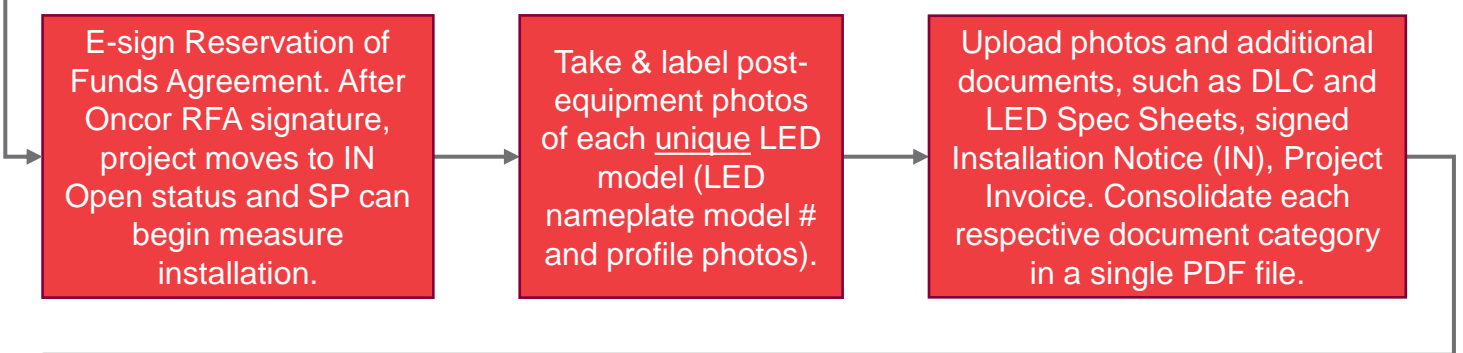 E-sign Reservation of
Funds Agreement. After
Oncor RFA signature,
project moves to IN
Open status and SP can
begin measure
installation.
Take & label post-
equipment photos
of each unique LED
model (LED
nameplate model #
and profile photos).
Upload photos and additional
documents, such as DLC and
LED Spec Sheets, signed
Installation Notice (IN), Project
Invoice. Consolidate each
respective document category
in a single PDF file.